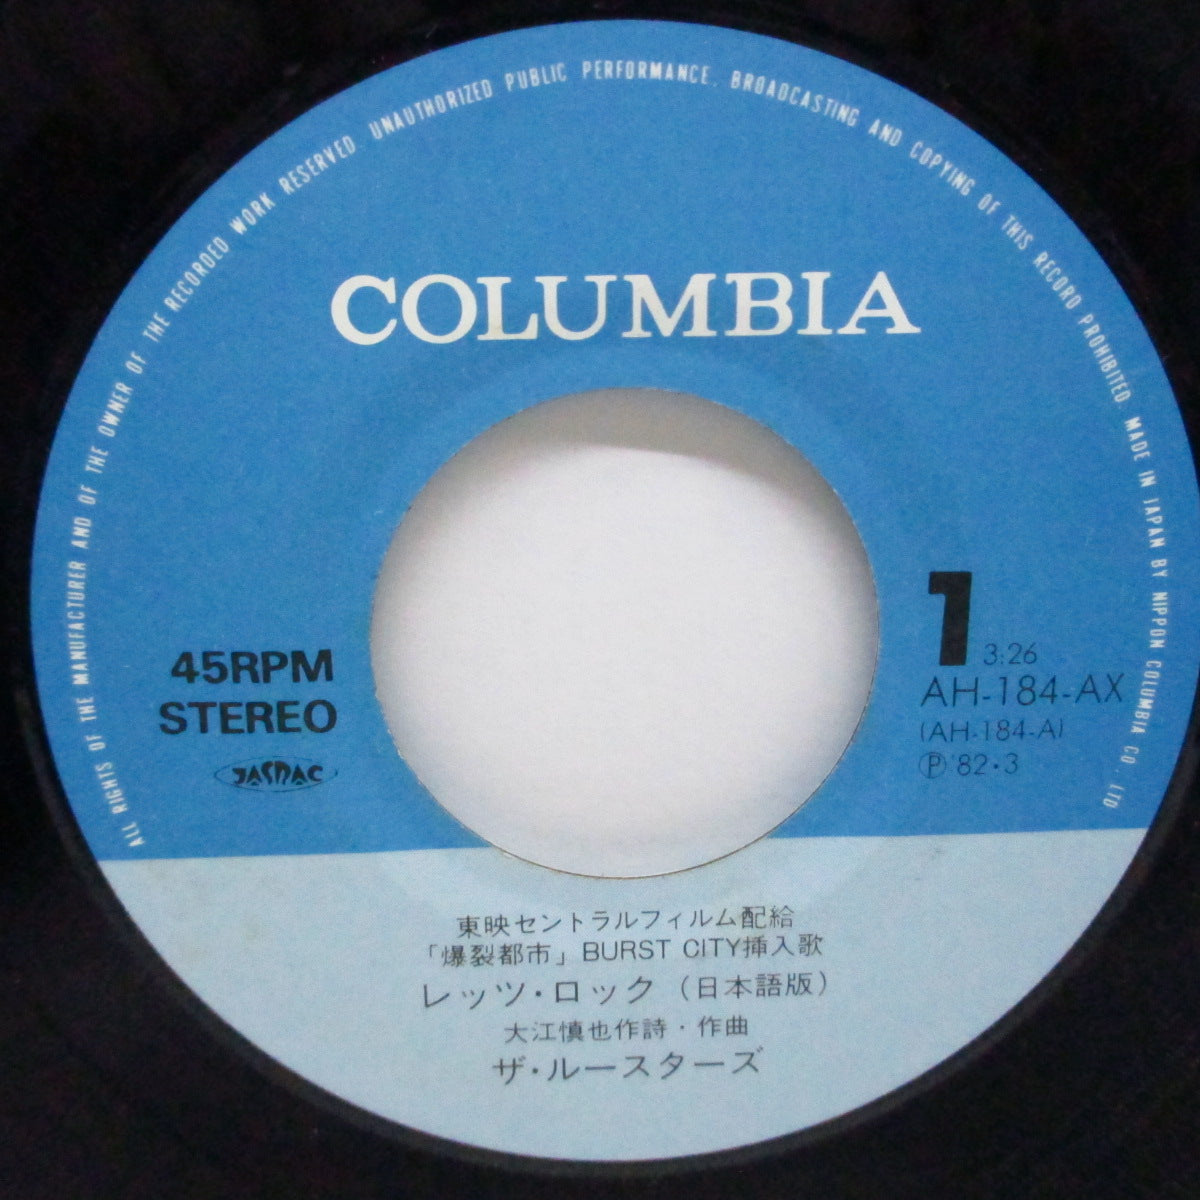 ALL RIGHTS OF THE MANUFACTURER AND OF THE OWNER OF THE RECORDED WORK RESERVED UNAUTHORIZED PUBLIC PERFORMANCE. BROADCASTING AND COPYING OF THIS RECORD PROHIBITED. MADE IN JAPAN BY NIPPON COLUMBIA CO., LTD
COLUMBIA
45RPM
STEREO
JASRAC
1 3:26
AH-184-AX
(AH-184-A)
Ⓟ '82・3
東映セントラルフィルム配給
「爆裂都市」BURST CITY挿入歌
レッツ・ロック（日本語版）
大江慎也作詩・作曲
ザ・ルースターズ